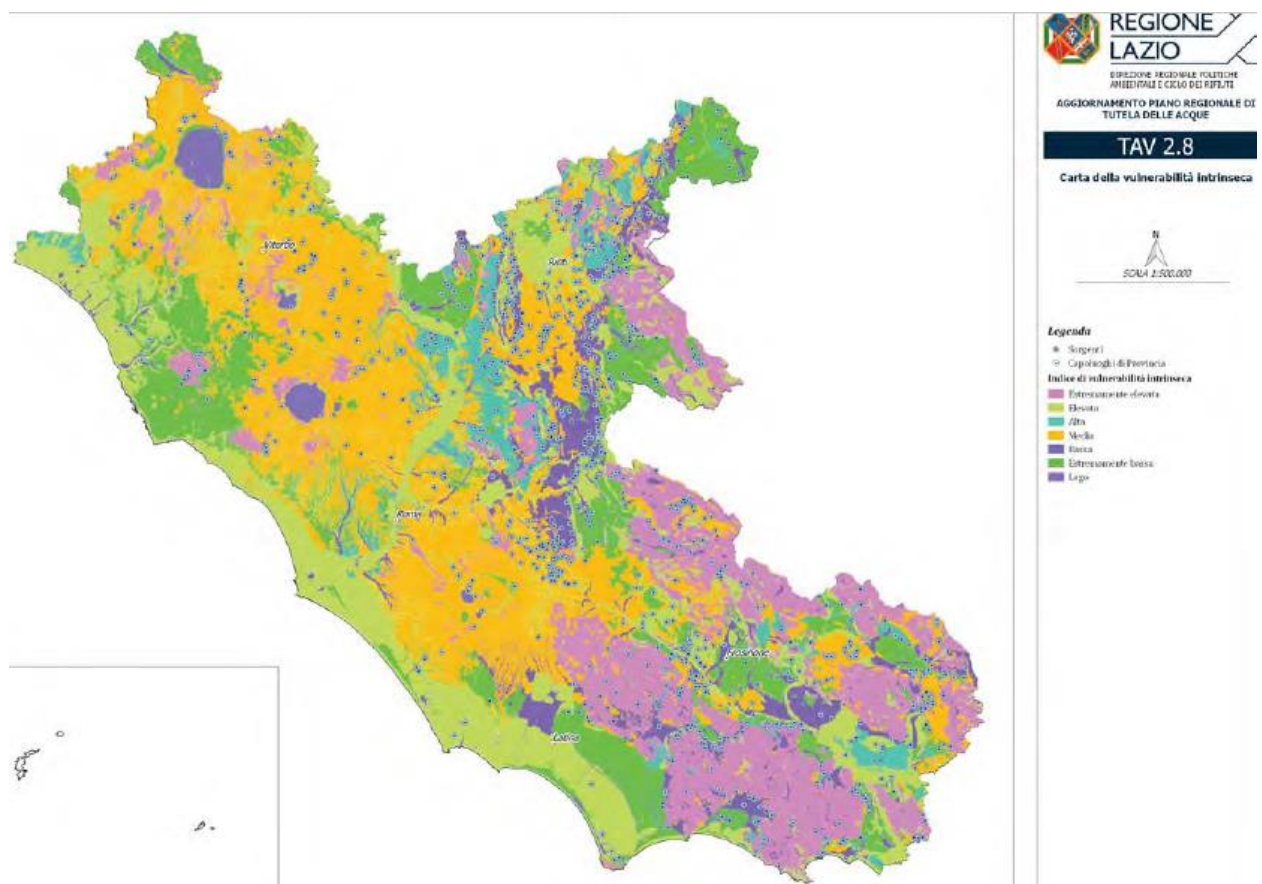 REGIONE
LAZIO
DIREZIONE REGIONALE POLITICHE
AMBIENTALI E CICLO DEI RIFIUTI
AGGIORNAMENTO PIANO REGIONALE DI
TUTELA DELLE ACQUE
TAV 2.8
Carta della vulnerabilità intrinseca
N
SCALA 1:500.000
Legenda
Sorgenti
Capoluoghi di Provincia
Indice di vulnerabilità intrinseca
Estremamente elevata
Elevata
Alta
Media
Bassa
Estremamente bassa
Lago
Viterbo
Rieti
Roma
Frosinone
Latina